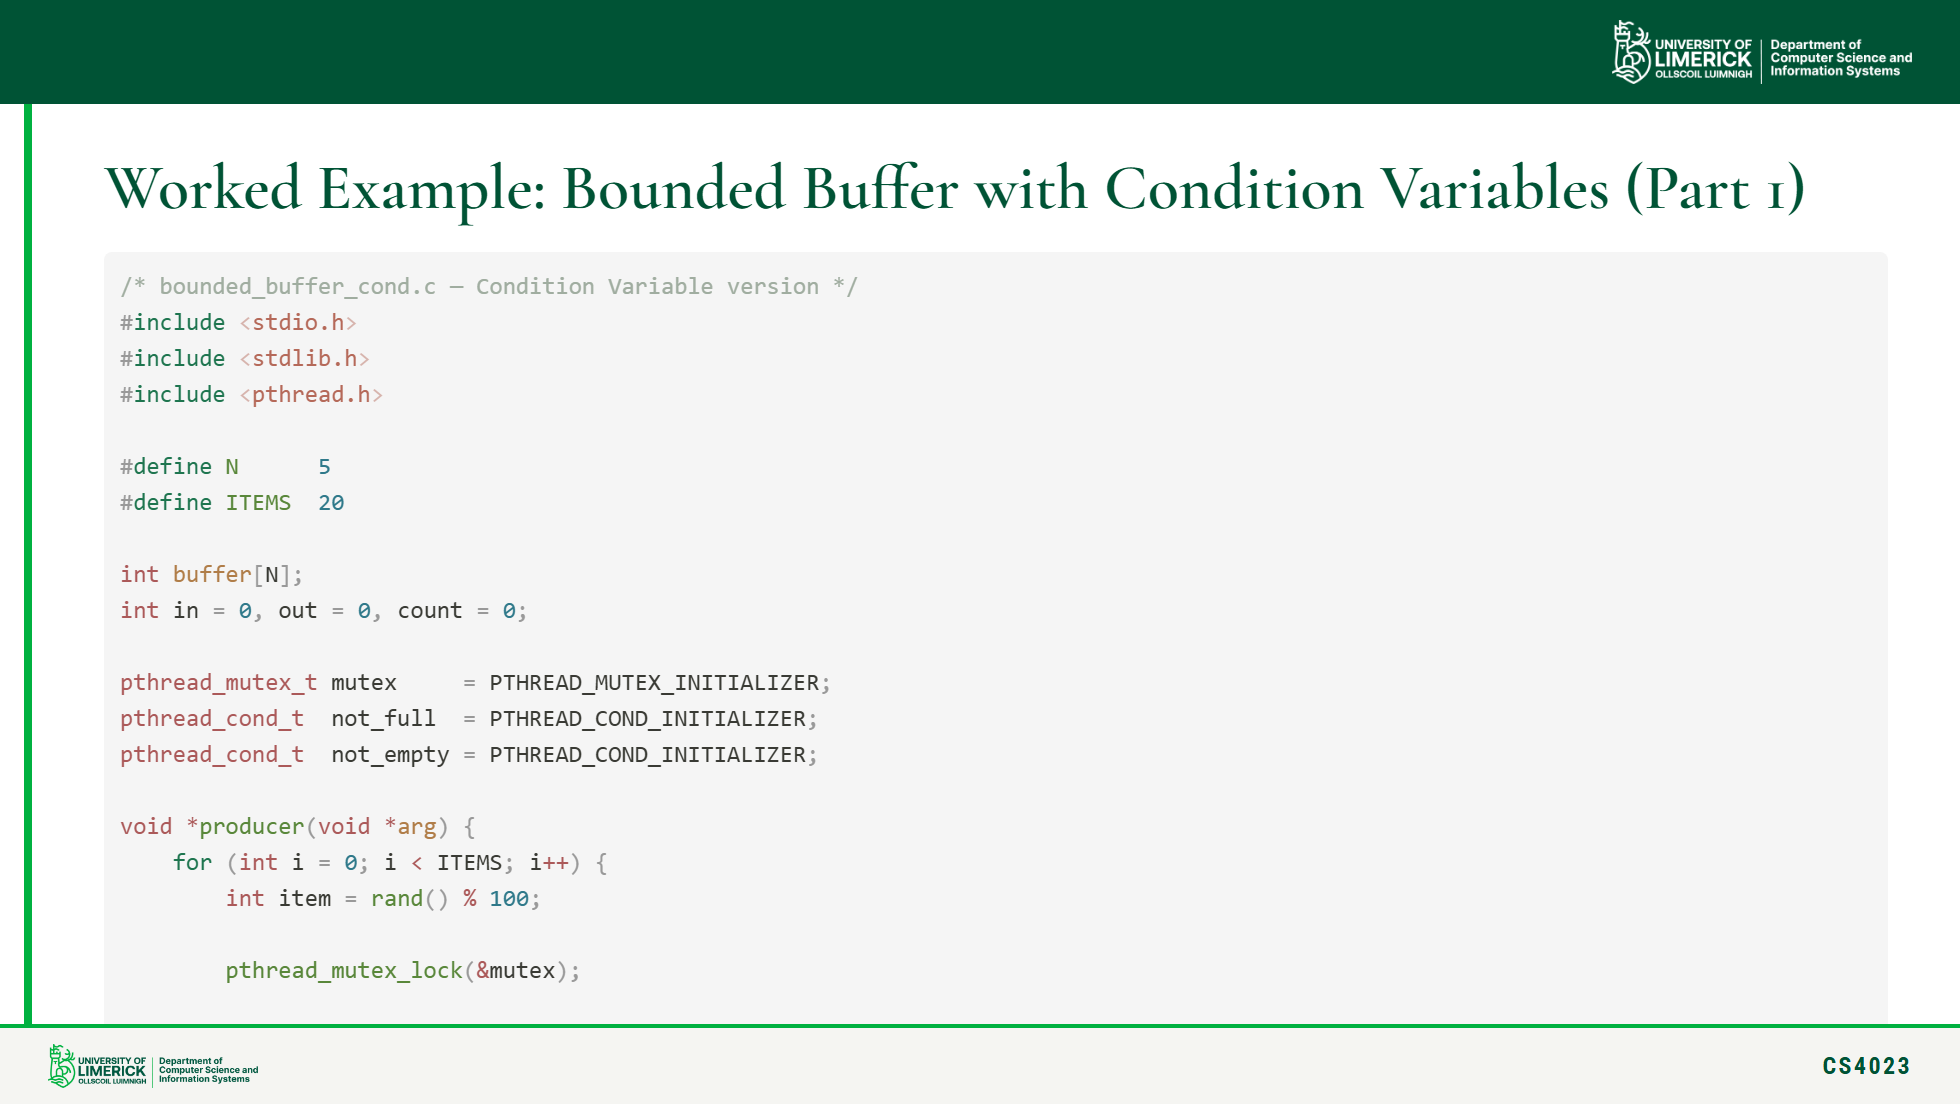 UNIVERSITY OF
LIMERICK
OLLSCOIL LUIMNIGH
Department of
Computer Science and
Information Systems
Worked Example: Bounded Buffer with Condition Variables (Part 1)
/* bounded_buffer_cond.c — Condition Variable version */
#include <stdio.h>
#include <stdlib.h>
#include <pthread.h>
#define N      5
#define ITEMS  20
int buffer[N];
int in = 0, out = 0, count = 0;
pthread_mutex_t mutex     = PTHREAD_MUTEX_INITIALIZER;
pthread_cond_t  not_full  = PTHREAD_COND_INITIALIZER;
pthread_cond_t  not_empty = PTHREAD_COND_INITIALIZER;
void *producer(void *arg) {
    for (int i = 0; i < ITEMS; i++) {
        int item = rand() % 100;
        pthread_mutex_lock(&mutex);
UNIVERSITY OF
LIMERICK
OLLSCOIL LUIMNIGH
Department of
Computer Science and
Information Systems
CS4023